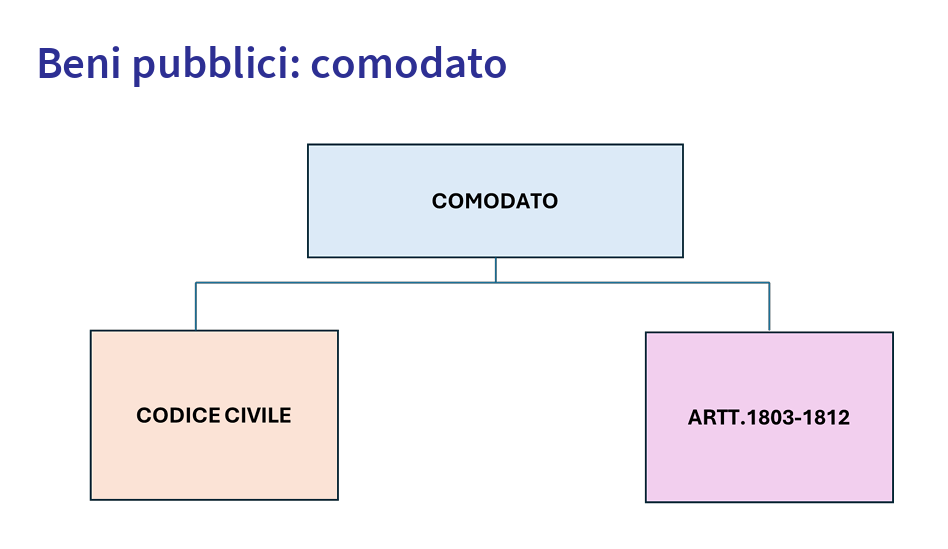 Beni pubblici: comodato
COMODATO
CODICE CIVILE
ARTT.1803-1812